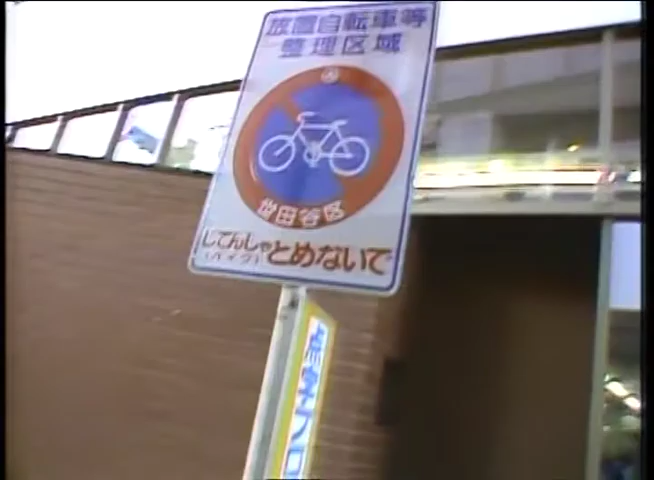 放置自転車等
整理区域
世田谷区
じてんしゃ
(バイク)
とめないで